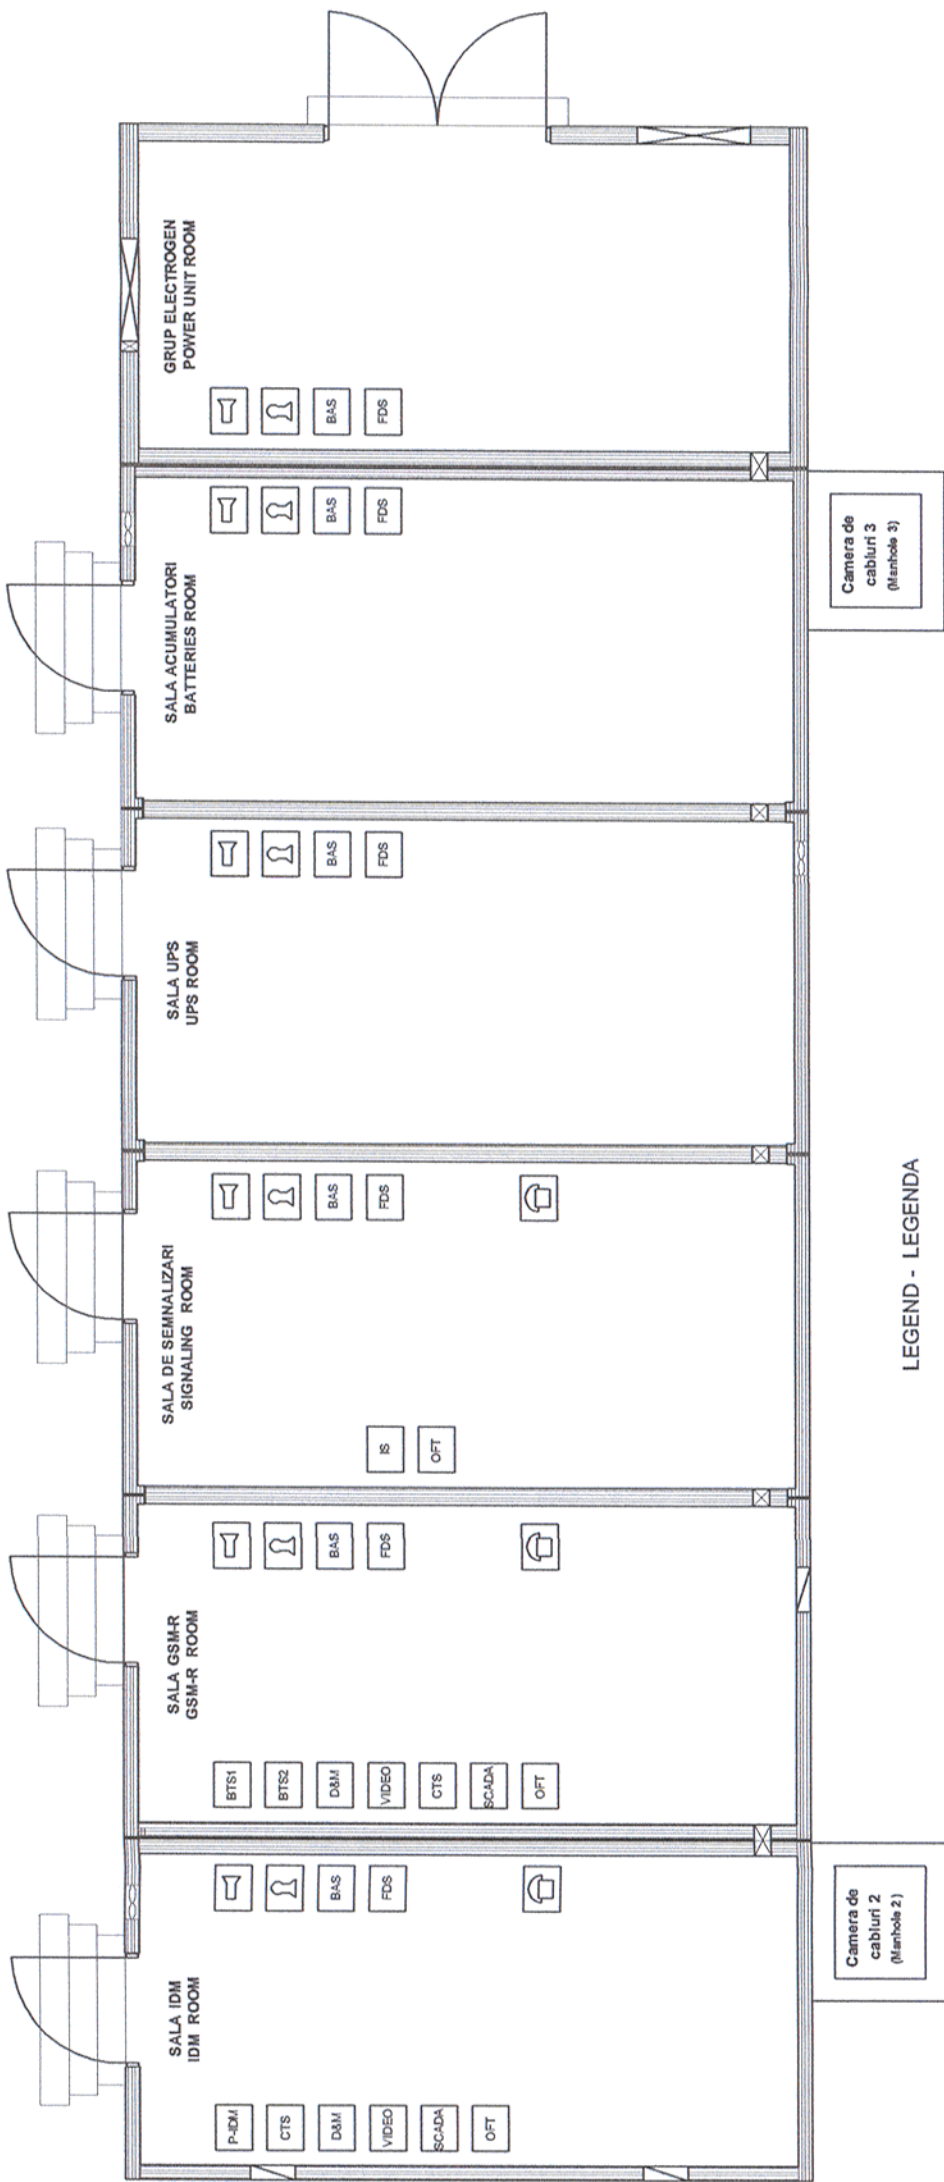 SALA IDM
IDM ROOM
P-IDM
CTS
D&M
VIDEO
SCADA
OFT
BAS
FDS
SALA GSM-R
GSM-R ROOM
BTS1
BTS2
D&M
VIDEO
CTS
SCADA
OFT
BAS
FDS
SALA DE SEMNALIZARI
SIGNALING ROOM
IS
OFT
BAS
FDS
SALA UPS
UPS ROOM
BAS
FDS
SALA ACUMULATORI
BATTERIES ROOM
BAS
FDS
GRUP ELECTROGEN
POWER UNIT ROOM
BAS
FDS
Camera de
cabluri 2
(Manhole 2)
Camera de
cabluri 3
(Manhole 3)
LEGEND - LEGENDA